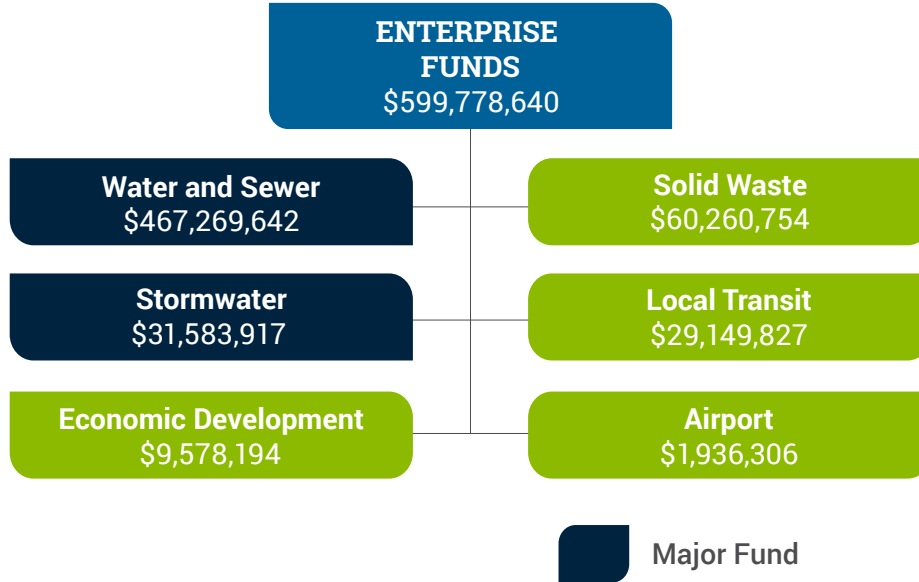 ENTERPRISE
FUNDS
$599,778,640
Water and Sewer
$467,269,642
Solid Waste
$60,260,754
Stormwater
$31,583,917
Local Transit
$29,149,827
Economic Development
$9,578,194
Airport
$1,936,306
Major Fund